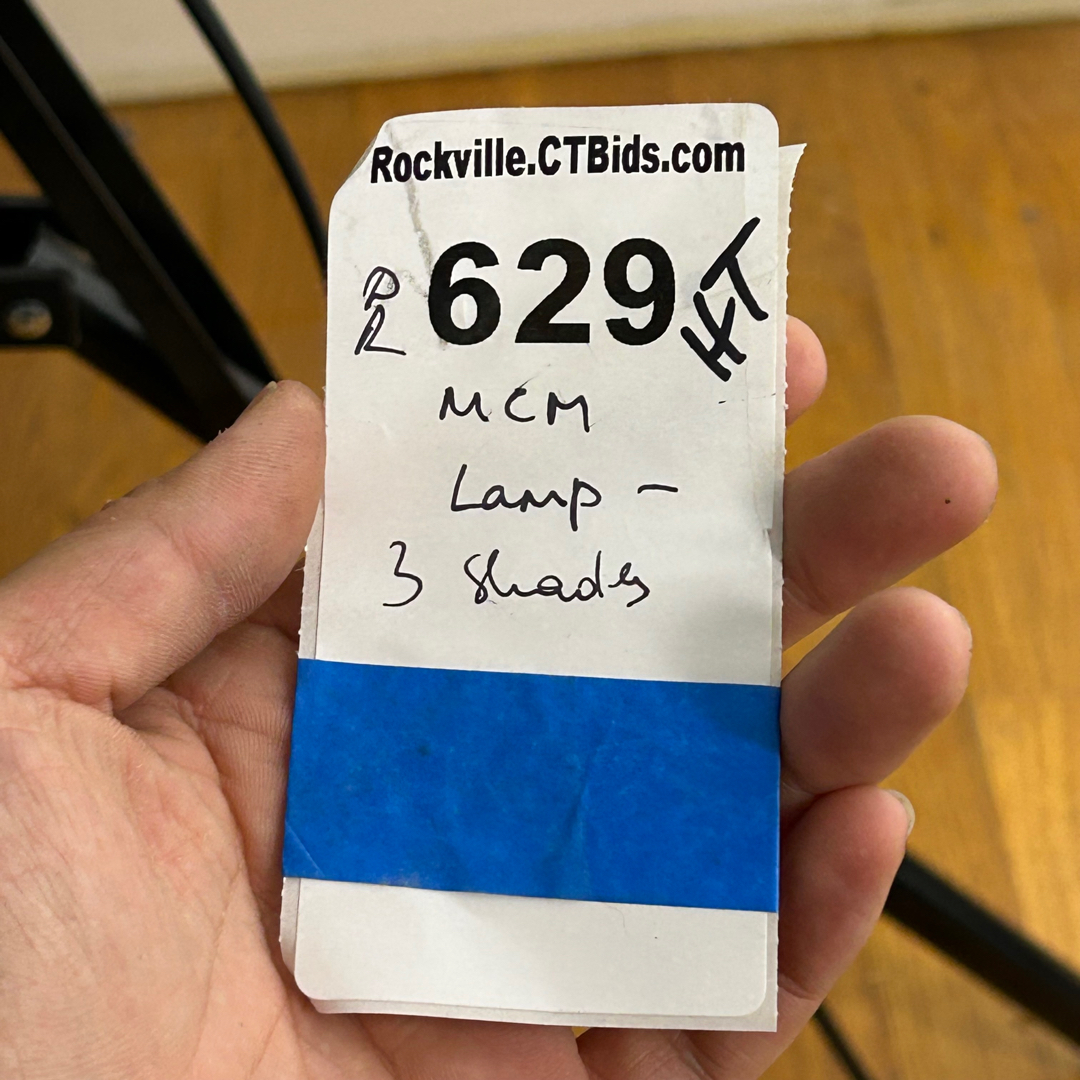 Rockville.CTBids.com
629
HT
MCM
Lamp -
3 Shades